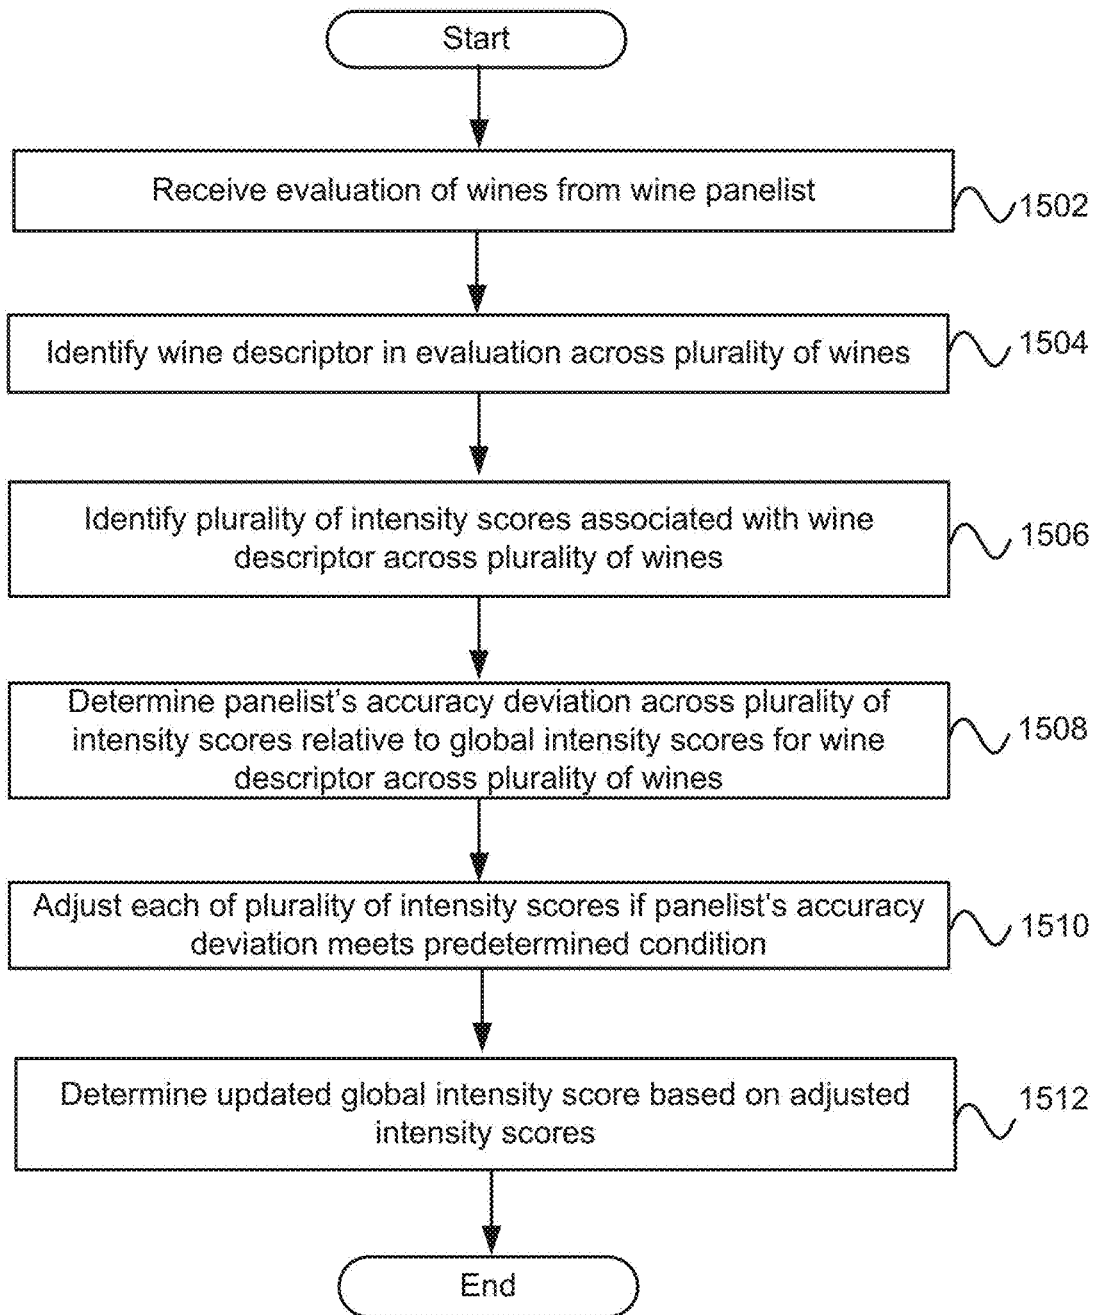 Start
Receive evaluation of wines from wine panelist
1502
Identify wine descriptor in evaluation across plurality of wines
1504
Identify plurality of intensity scores associated with wine
descriptor across plurality of wines
1506
Determine panelist's accuracy deviation across plurality of
intensity scores relative to global intensity scores for wine
descriptor across plurality of wines
1508
Adjust each of plurality of intensity scores if panelist's accuracy
deviation meets predetermined condition
1510
Determine updated global intensity score based on adjusted
intensity scores
1512
End